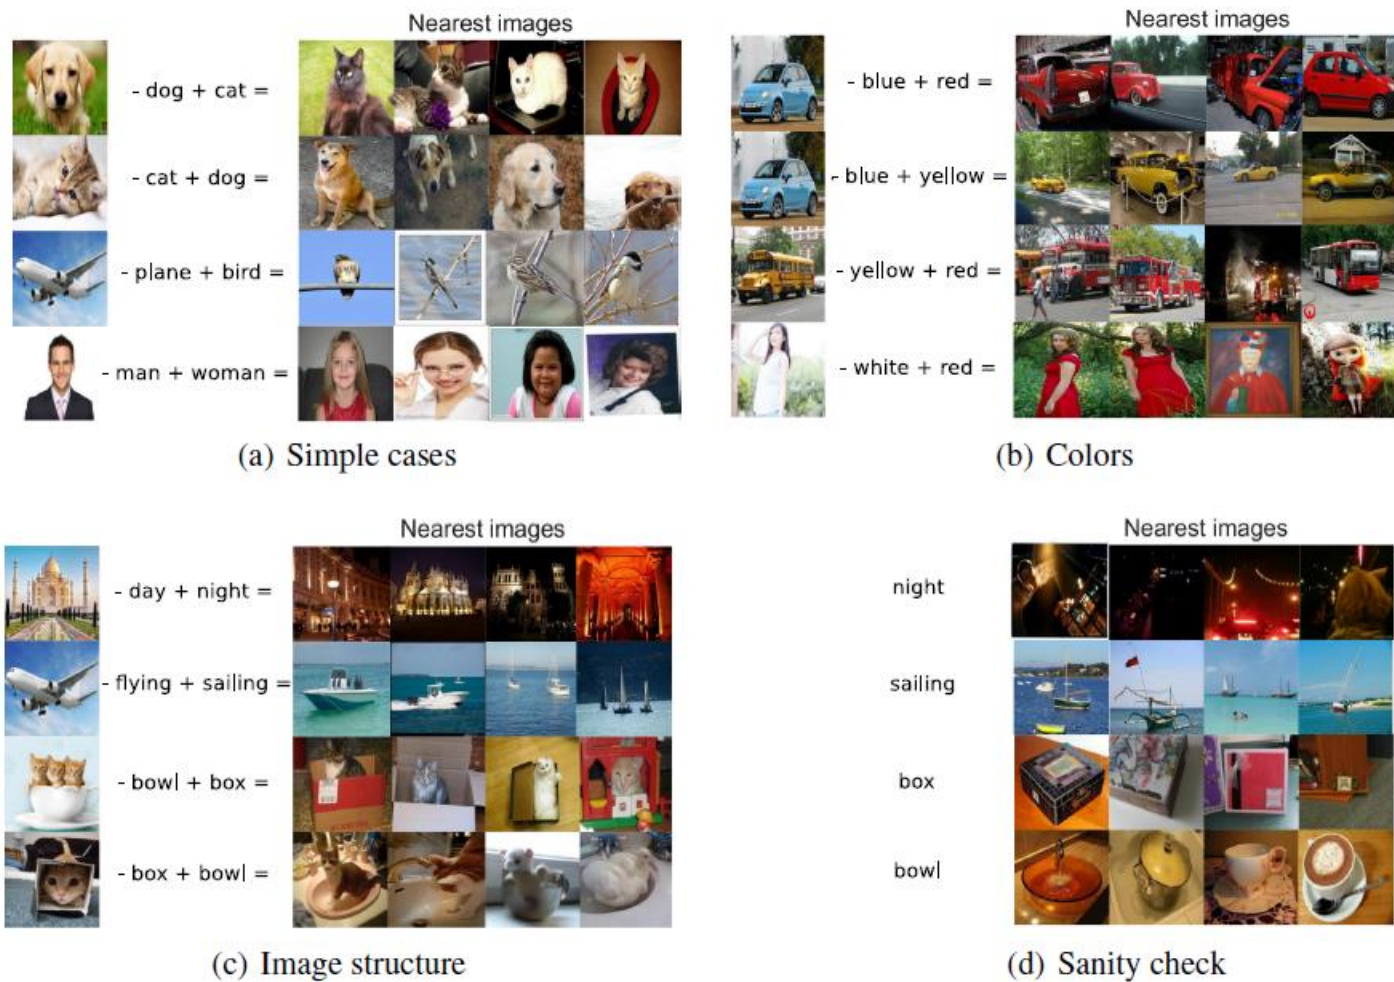 Nearest images
- dog + cat =
- cat + dog =
- plane + bird =
- man + woman =
(a) Simple cases
Nearest images
- blue + red =
- blue + yellow =
- yellow + red =
- white + red =
(b) Colors
Nearest images
- day + night =
- flying + sailing =
- bowl + box =
- box + bowl =
(c) Image structure
Nearest images
night
sailing
box
bowl
(d) Sanity check